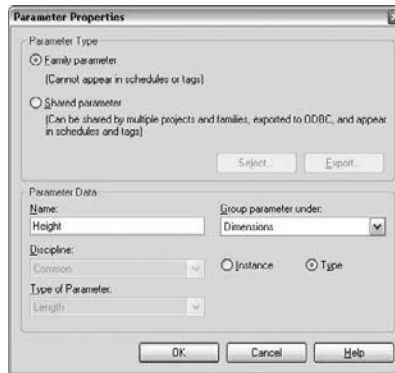 Parameter Properties
Parameter Type
Family parameter
(Cannot appear in schedules or tags)
Shared parameter
(Can be shared by multiple projects and families, exported to ODBC, and appear
in schedules and tags)
Select... Export...
Parameter Data
Name: Group parameter under:
Height Dimensions
Discipline:
Common Instance Type
Type of Parameter:
Length
OK Cancel Help